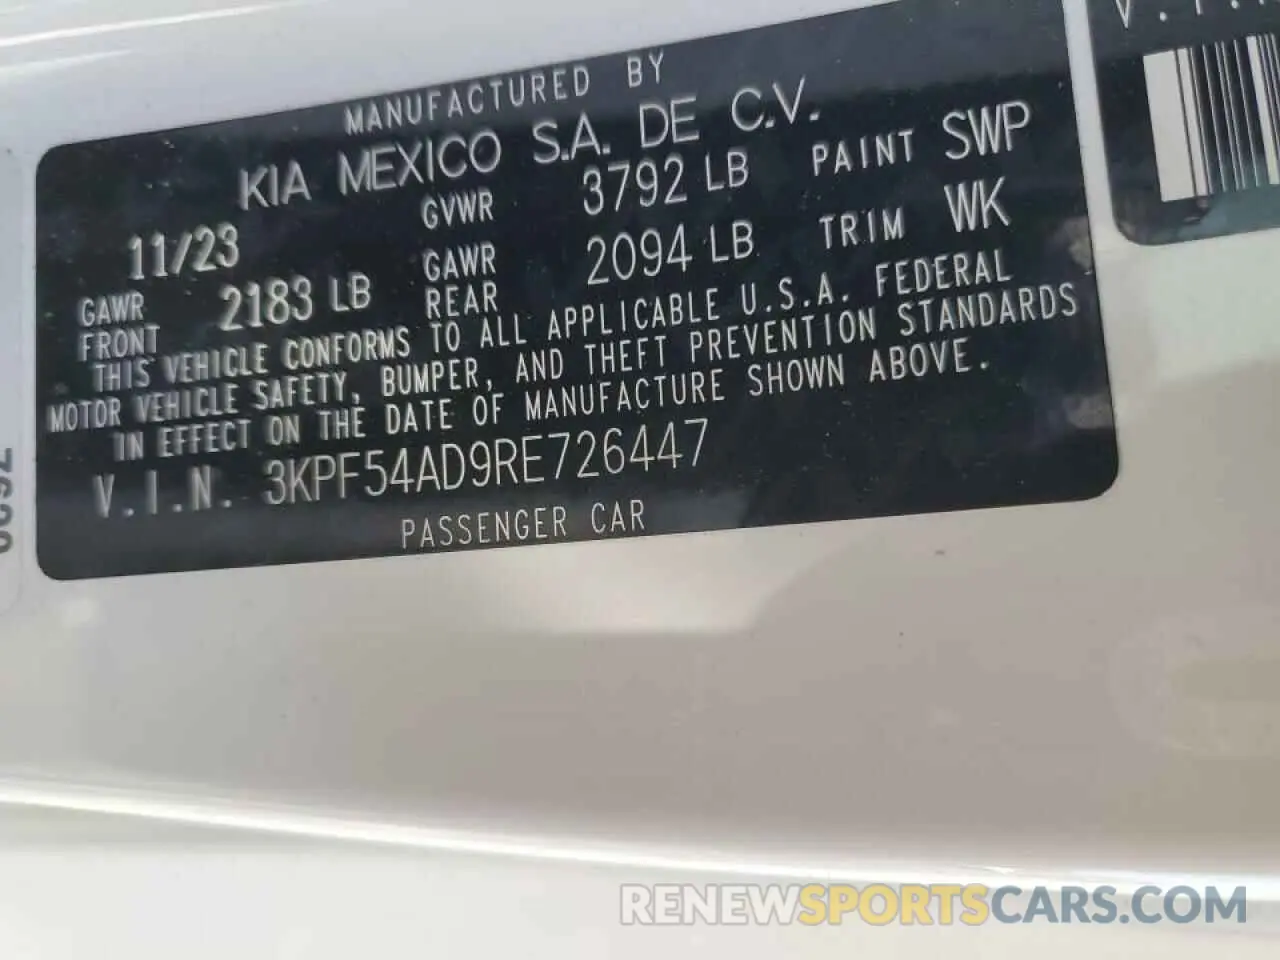 MANUFACTURED BY
KIA MEXICO S.A. DE C.V.
11/23 GVWR 3792 LB PAINT SWP
GAWR FRONT 2183 LB GAWR REAR 2094 LB TRIM WK
THIS VEHICLE CONFORMS TO ALL APPLICABLE U.S.A. FEDERAL
MOTOR VEHICLE SAFETY, BUMPER, AND THEFT PREVENTION STANDARDS
IN EFFECT ON THE DATE OF MANUFACTURE SHOWN ABOVE.
V.I.N. 3KPF54AD9RE726447
PASSENGER CAR
RENEWSPORTSCARS.COM